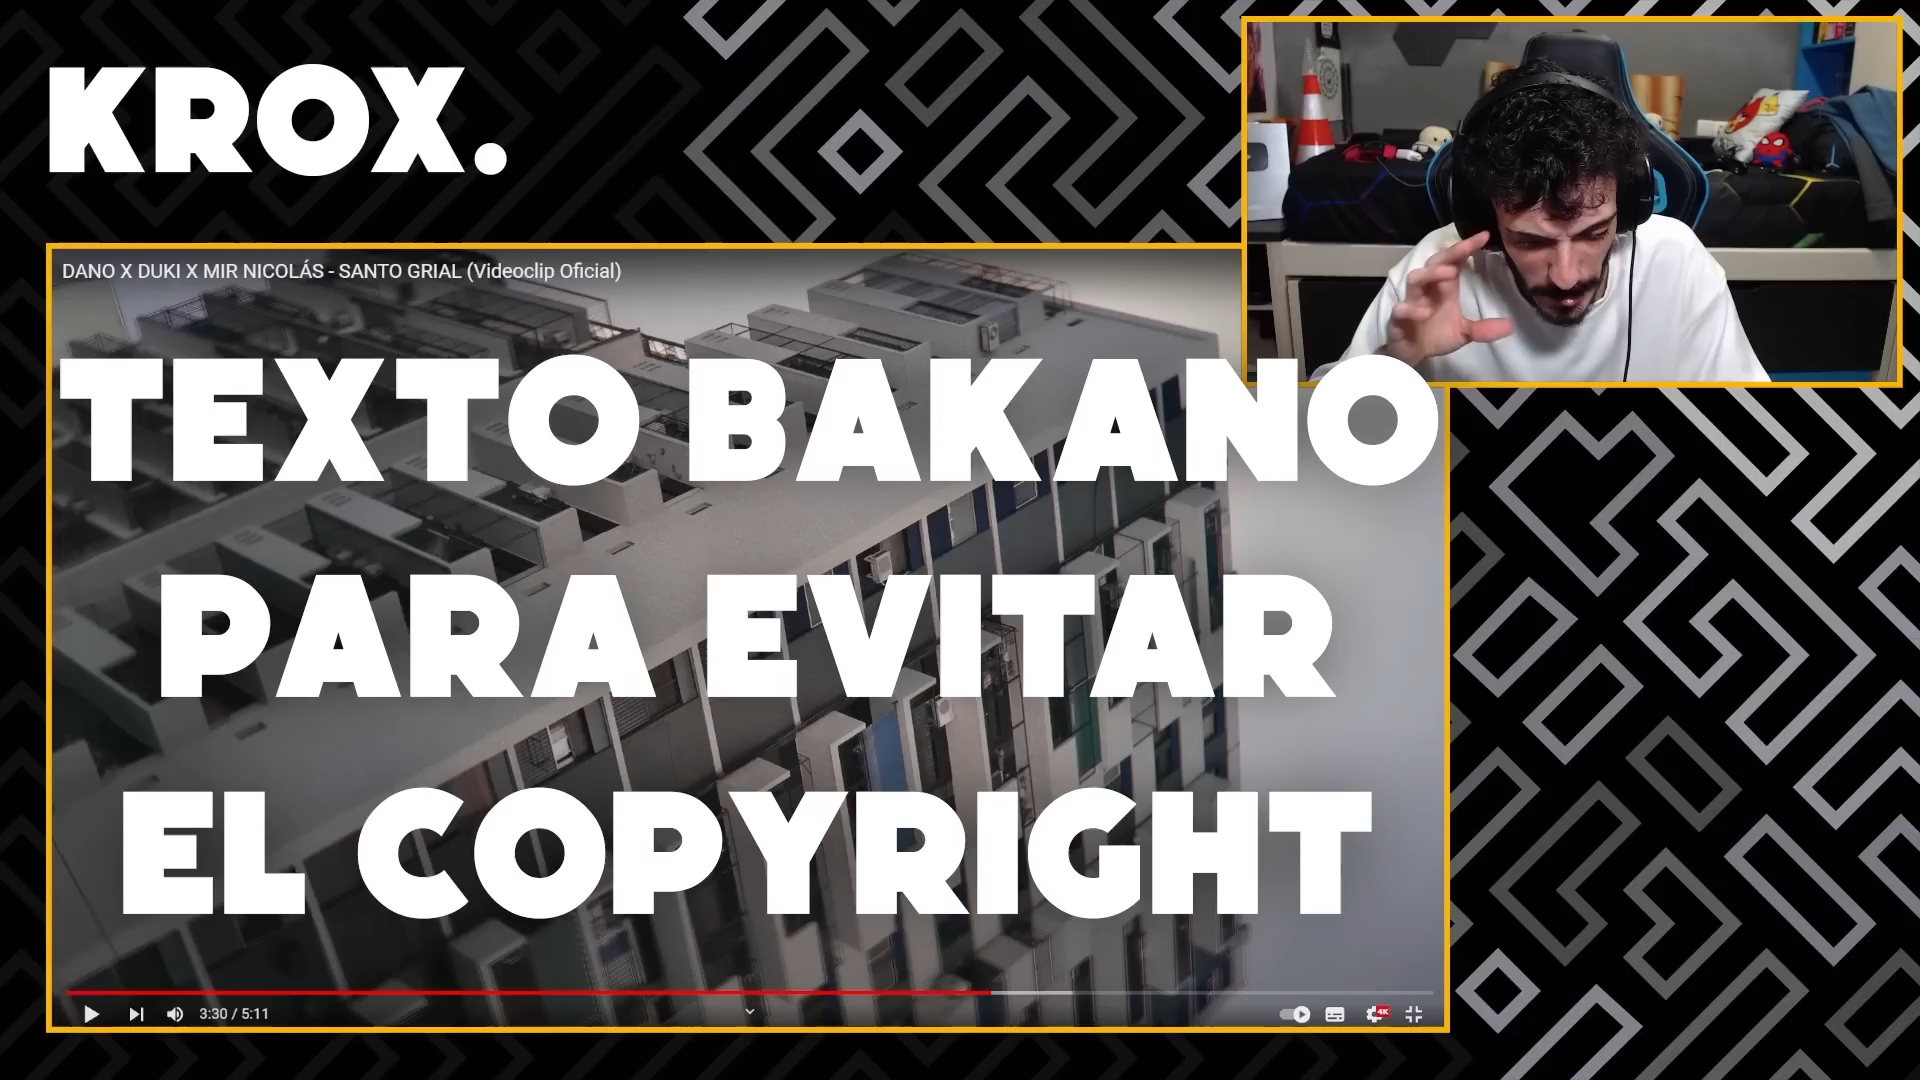 KROX.
DANO X DUKI X MIR NICOLÁS - SANTO GRIAL (Videoclip Oficial)
TEXTO BAKANO
PARA EVITAR
EL COPYRIGHT
3:30 / 5:11
4K